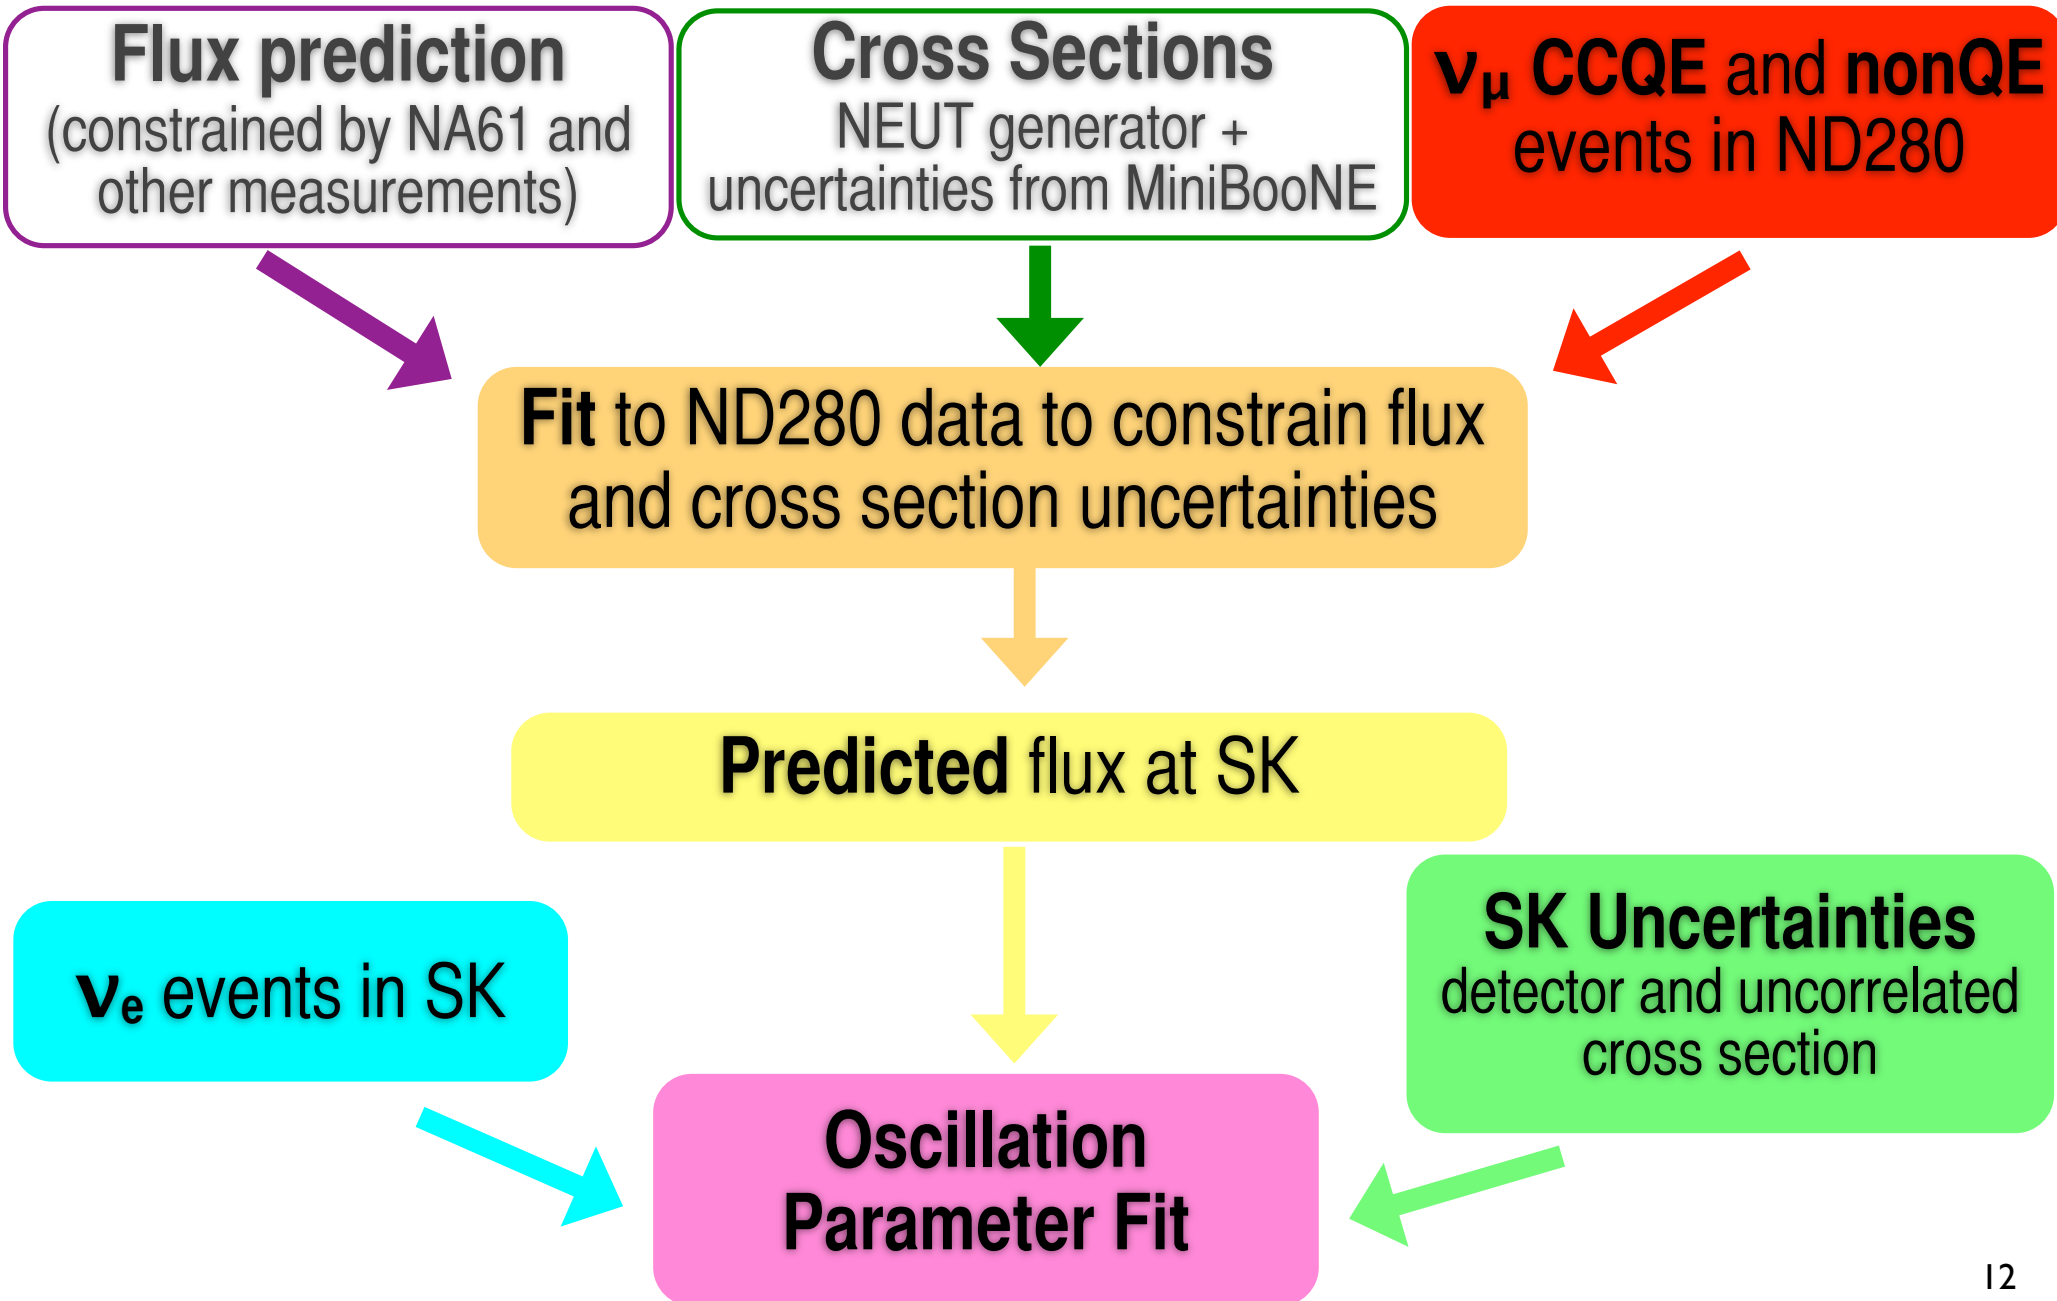 Flux prediction
(constrained by NA61 and
other measurements)
Cross Sections
NEUT generator +
uncertainties from MiniBooNE
νμ CCQE and nonQE
events in ND280
Fit to ND280 data to constrain flux
and cross section uncertainties
Predicted flux at SK
νe events in SK
SK Uncertainties
detector and uncorrelated
cross section
Oscillation
Parameter Fit
12